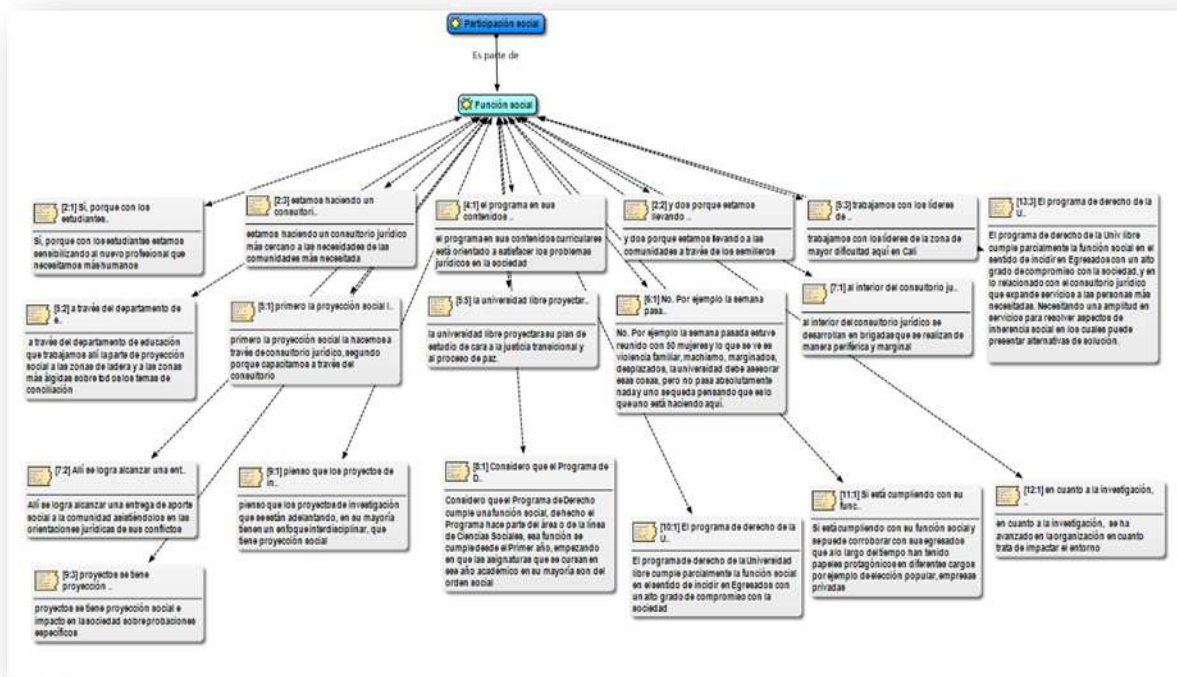 Participación social
Es parte de
Función social
[2:1] Sí, porque con los
estudiantes..
Sí, porque con los estudiantes estamos
sensibilizando al nuevo profesional que
necesitamos más humanos
[2:3] estamos haciendo un
consultori..
estamos haciendo un consultorio jurídico
más cercano a las necesidades de las
comunidades más necesitada
[4:1] el programa en sus
contenidos ..
el programa en sus contenidos curriculares
está orientado a satisfacer los problemas
jurídicos en la sociedad
[2:2] y dos porque estamos
llevando ..
y dos porque estamos llevando a las
comunidades a través de los semilleros
[5:3] trabajamos con los líderes
de ..
trabajamos con los líderes de la zona de
mayor dificultad aquí en Cali
[13:3] El programa de derecho de la
U..
El programa de derecho de la Univ libre
cumple parcialmente la función social en el
sentido de incidir en Egresados con un alto
grado de compromiso con la sociedad, y en
lo relacionado con el consultorio jurídico
que expande servicios a las personas más
necesitadas. Necesitando una amplitud en
servicios para resolver aspectos de
inherencia social en los cuales puede
presentar alternativas de solución.
[5:2] a través del departamento de
e..
a través del departamento de educación
que trabajamos allí la parte de proyección
social a las zonas de ladera y a las zonas
más álgidas sobre todos los temas de
conciliación
[5:1] primero la proyección social l..
primero la proyección social la hacemos a
través de consultorio jurídico, segundo
porque capacitamos a través del
consultorio
[5:5] la universidad libre proyectar..
la universidad libre proyectara su plan de
estudio de cara a la justicia transicional y
al proceso de paz.
[6:1] No. Por ejemplo la semana
pasa..
No. Por ejemplo la semana pasada estuve
reunido con 50 mujeres y lo que se ve es
violencia familiar, machismo, marginados,
desplazados, la universidad debe asesorar
esas cosas, pero no pasa absolutamente
nada y uno se queda pensando que es lo
que uno está haciendo aquí.
[7:1] al interior del consultorio ju..
al interior del consultorio jurídico se
desarrollan en brigadas que se realizan de
manera periférica y marginal
[7:2] Allí se logra alcanzar una ent..
Allí se logra alcanzar una entrega de aporte
social a la comunidad asistiéndolos en las
orientaciones jurídicas de sus conflictos
[9:1] pienso que los proyectos de
in..
pienso que los proyectos de investigación
que se están adelantando, en su mayoría
tienen un enfoque interdisciplinar, que
tiene proyección social
[8:1] Considero que el Programa de
D..
Considero que el Programa de Derecho
cumple una función social, de hecho el
Programa hace parte del área o de la línea
de Ciencias Sociales, esa función se
cumple desde el Primer año, empezando
en que las asignaturas que se cursan en
ese año académico en su mayoría son del
orden social
[10:1] El programa de derecho de la
U..
El programa de derecho de la Universidad
libre cumple parcialmente la función social
en el sentido de incidir en Egresados con
un alto grado de compromiso con la
sociedad
[11:1] Si está cumpliendo con su
func..
Si está cumpliendo con su función social y
se puede corroborar con sus egresados
que a lo largo del tiempo han tenido
papeles protagónicos en diferentes cargos
por ejemplo de elección popular, empresas
privadas
[12:1] en cuanto a la investigación,
..
en cuanto a la investigación, se ha
avanzado en la organización en cuanto
trata de impactar el entorno
[9:3] proyectos se tiene
proyección ..
proyectos se tiene proyección social e
impacto en la sociedad sobre probaciones
específicos